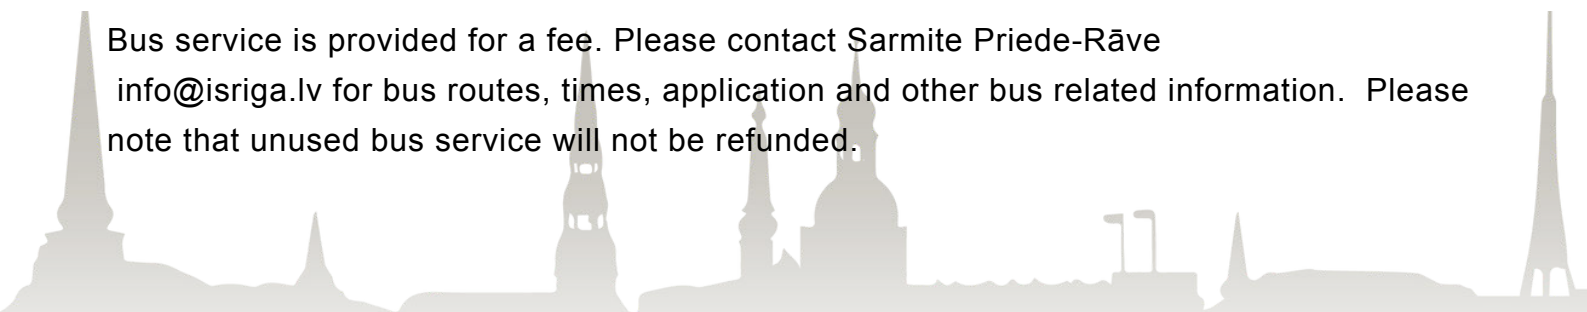 Bus service is provided for a fee. Please contact Sarmite Priede-Rāve
info@isriga.lv for bus routes, times, application and other bus related information.  Please
note that unused bus service will not be refunded.